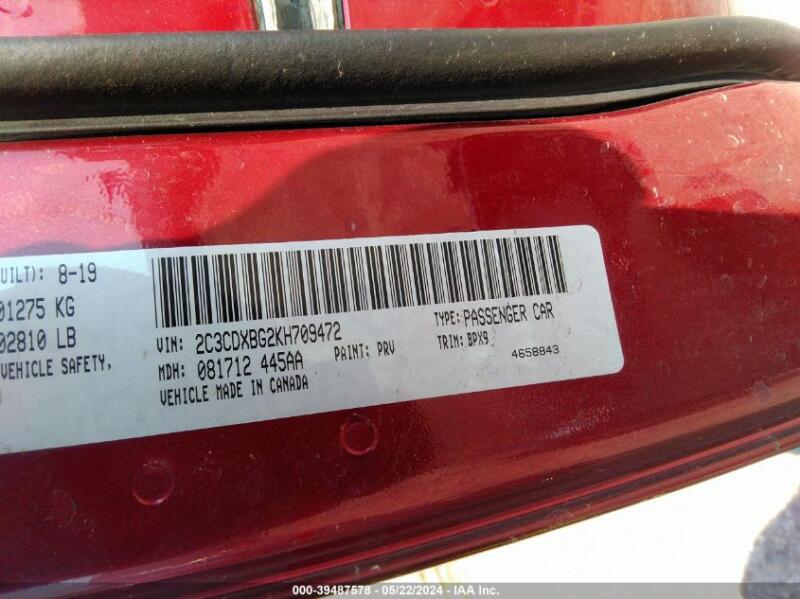 UILT): 8-19
01275 KG
02810 LB
VEHICLE SAFETY,
VIN: 2C3CDXBG2KH709472
TYPE: PASSENGER CAR
MDH: 081712 445AA
PAINT: PRV
TRIM: BPX9
VEHICLE MADE IN CANADA
4658843
000-39487578 - 05/22/2024 - IAA Inc.